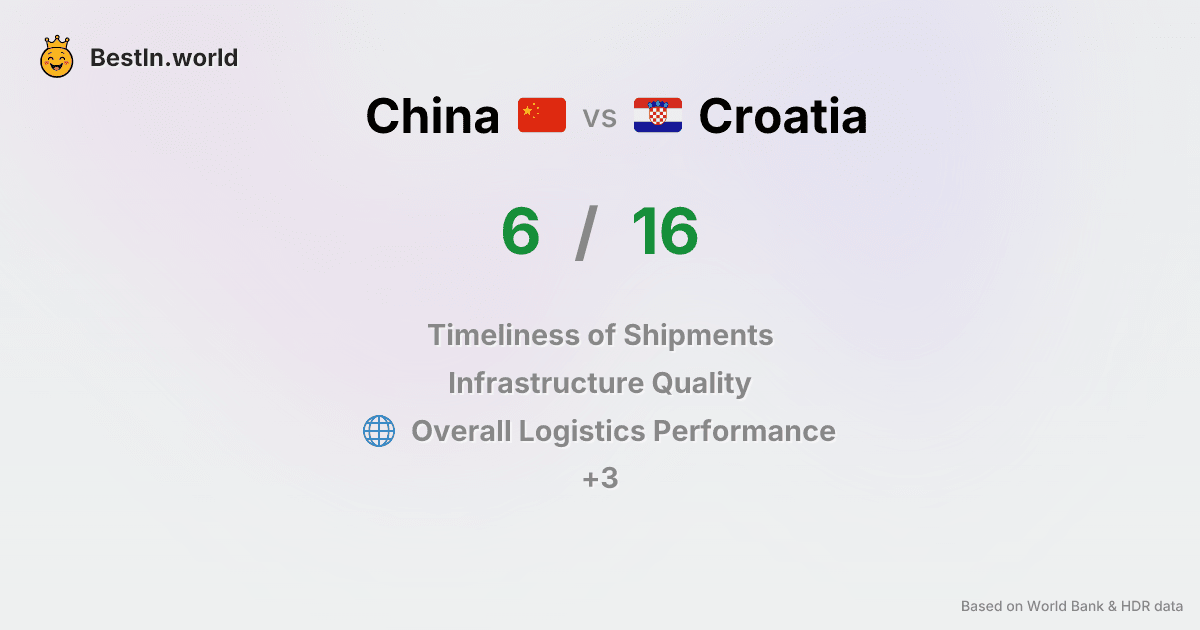 BestIn.world
China vs Croatia
6 / 16
Timeliness of Shipments
Infrastructure Quality
Overall Logistics Performance
+3
Based on World Bank & HDR data